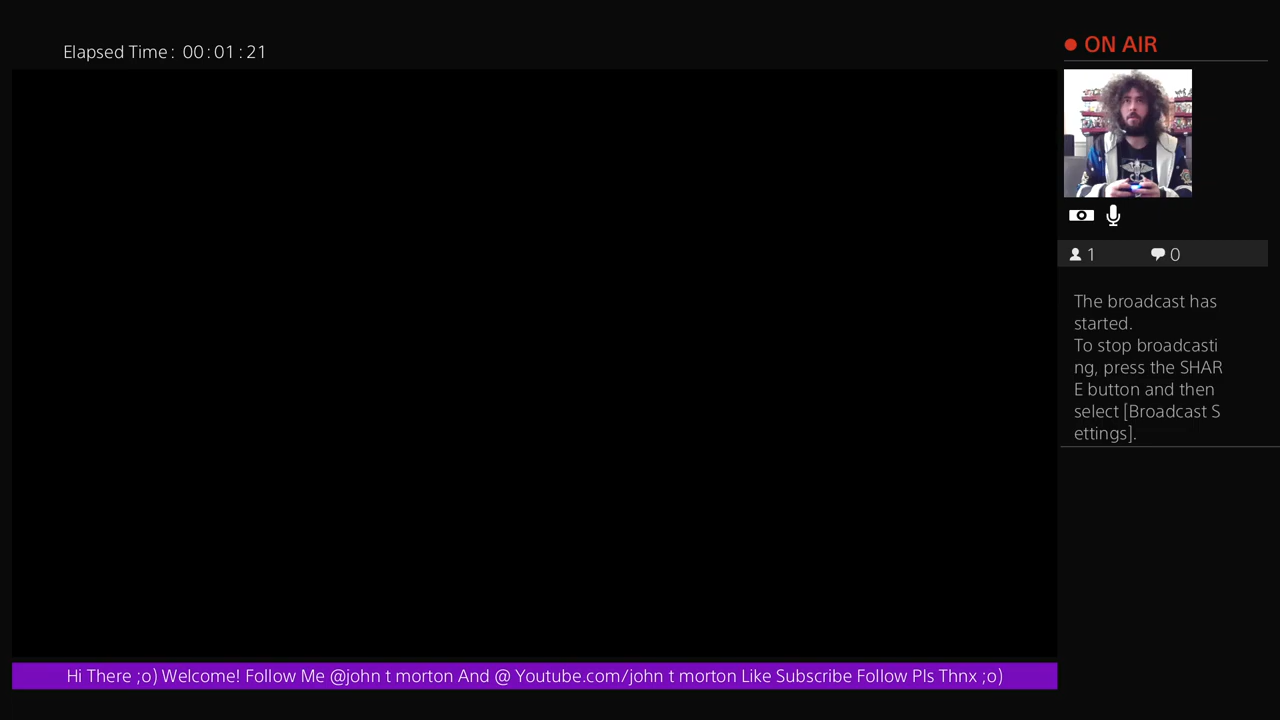 Elapsed Time: 00:01:21
ON AIR
1 0
The broadcast has
started.
To stop broadcasti
ng, press the SHAR
E button and then
select [Broadcast S
ettings].
Hi There ;o) Welcome! Follow Me @john t morton And @ Youtube.com/john t morton Like Subscribe Follow Pls Thnx ;o)